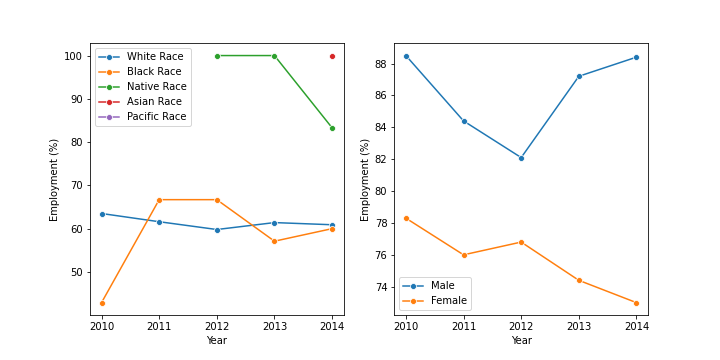 100
90
80
70
60
50
Employment (%)
2010 2011 2012 2013 2014
Year
White Race
Black Race
Native Race
Asian Race
Pacific Race
88
86
84
82
80
78
76
74
Employment (%)
2010 2011 2012 2013 2014
Year
Male
Female